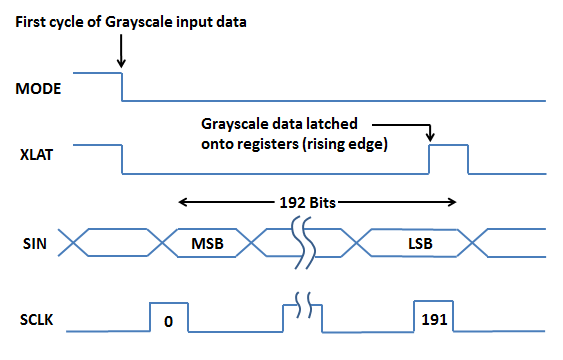 First cycle of Grayscale input data
MODE
Grayscale data latched
onto registers (rising edge)
XLAT
192 Bits
SIN
MSB
LSB
SCLK
0
191